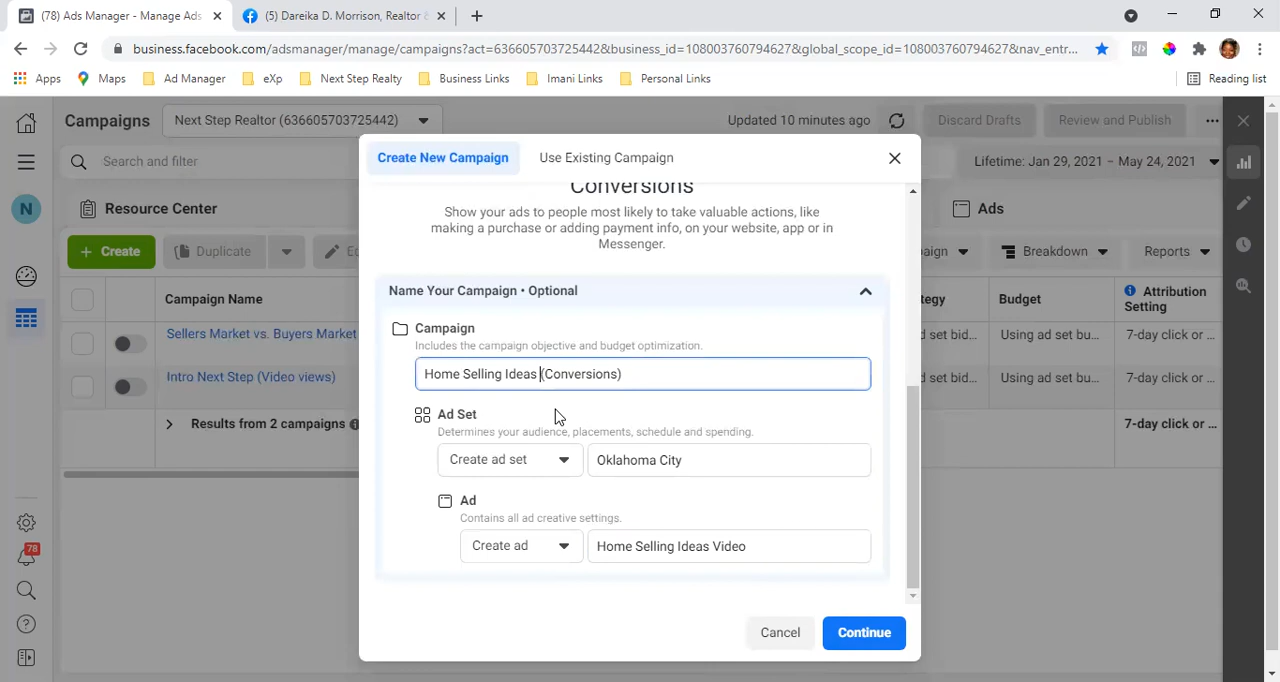 (78) Ads Manager - Manage Ads
(5) Dareika D. Morrison, Realtor &
business.facebook.com/adsmanager/manage/campaigns?act=636605703725442&business_id=1080037607946​27&global_scope_id=108003760794627&nav_entr...
Apps
Maps
Ad Manager
eXp
Next Step Realty
Business Links
Imani Links
Personal Links
Reading list
Campaigns
Next Step Realtor (636605703725442)
Updated 10 minutes ago
Discard Drafts
Review and Publish
...
Search and filter
Lifetime: Jan 29, 2021 – May 24, 2021
N
Resource Center
Ads
+ Create
Duplicate
Breakdown
Reports
Campaign Name
Budget
Attribution
Setting
Sellers Market vs. Buyers Market
et bid...
Using ad set bu...
7-day click or ...
Intro Next Step (Video views)
et bid...
Using ad set bu...
7-day click or ...
Results from 2 campaigns
7-day click or ...
78
Create New Campaign
Use Existing Campaign
Conversions
Show your ads to people most likely to take valuable actions, like
making a purchase or adding payment info, on your website, app or in
Messenger.
Name Your Campaign • Optional
Campaign
Includes the campaign objective and budget optimization.
Home Selling Ideas (Conversions)
Ad Set
Determines your audience, placements, schedule and spending.
Create ad set
Oklahoma City
Ad
Contains all ad creative settings.
Create ad
Home Selling Ideas Video
Cancel
Continue